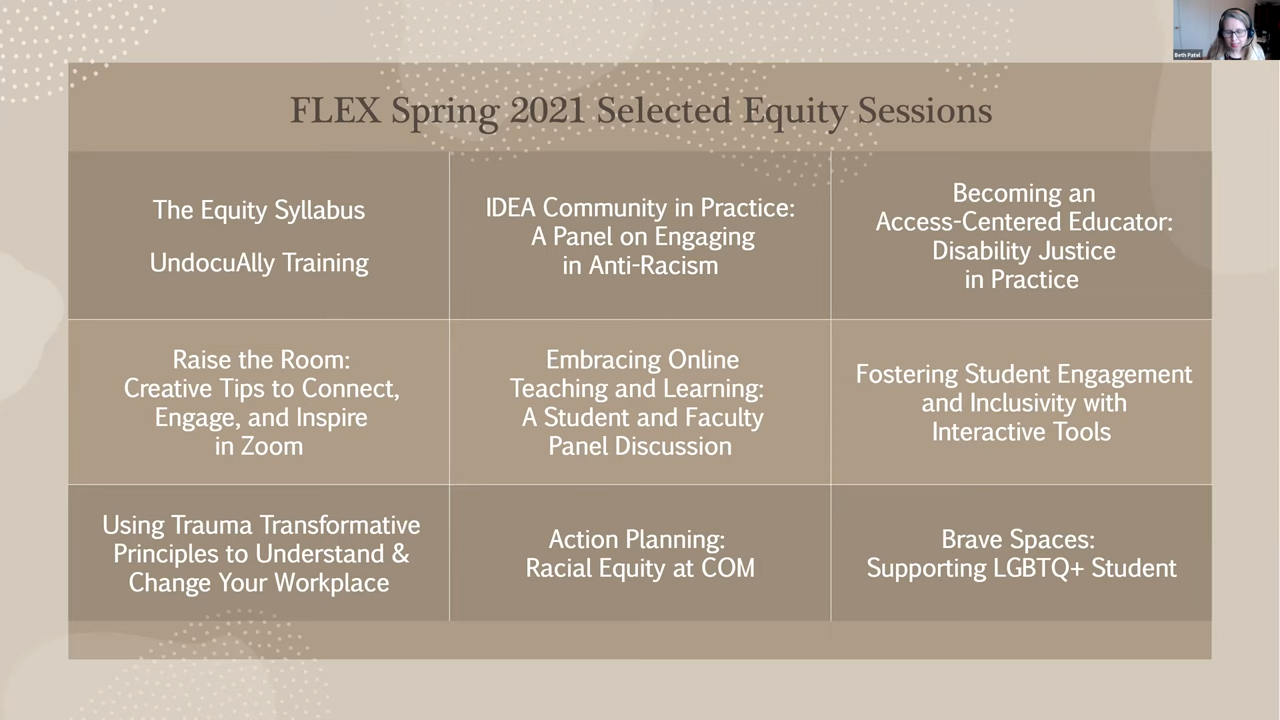 Beth Patel
FLEX Spring 2021 Selected Equity Sessions
The Equity Syllabus
UndocuAlly Training
IDEA Community in Practice:
A Panel on Engaging
in Anti-Racism
Becoming an
Access-Centered Educator:
Disability Justice
in Practice
Raise the Room:
Creative Tips to Connect,
Engage, and Inspire
in Zoom
Embracing Online
Teaching and Learning:
A Student and Faculty
Panel Discussion
Fostering Student Engagement
and Inclusivity with
Interactive Tools
Using Trauma Transformative
Principles to Understand &
Change Your Workplace
Action Planning:
Racial Equity at COM
Brave Spaces:
Supporting LGBTQ+ Student